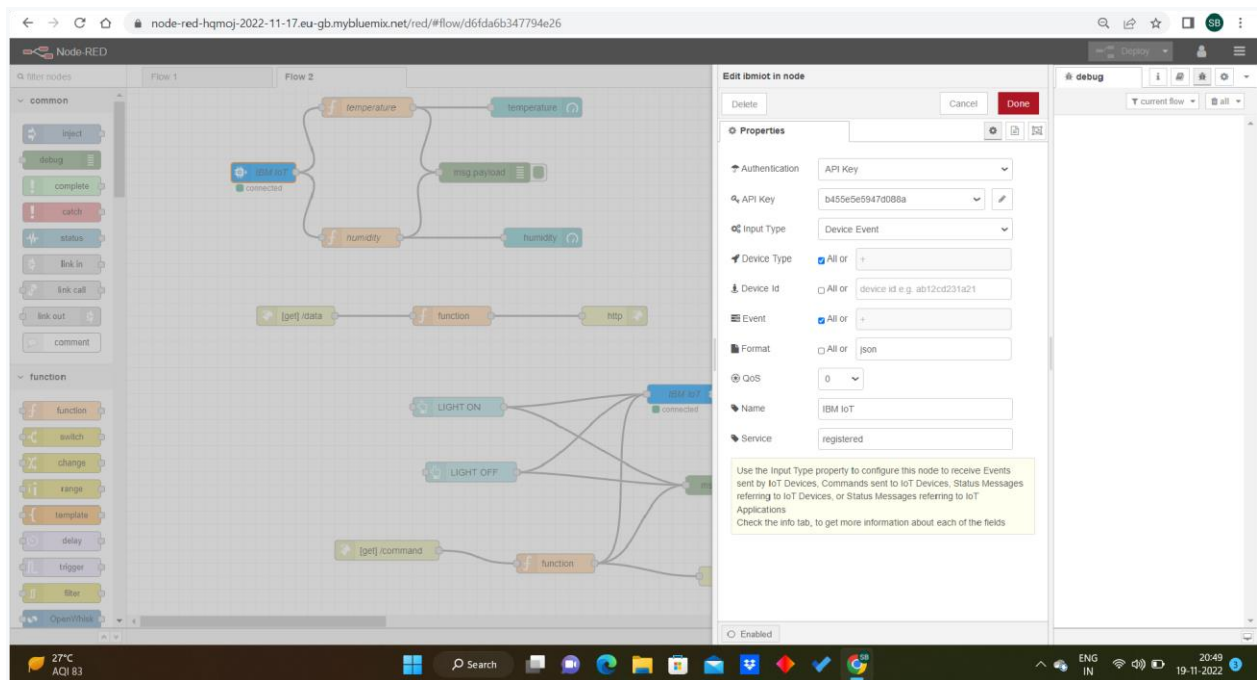 node-red-hqmoj-2022-11-17.eu-gb.mybluemix.net/red/#flow/d6fda6b347794e26
SB
Node-RED
Deploy
filter nodes
Flow 1
Flow 2
Edit ibmiot in node
debug
i
common
Delete
Cancel
Done
current flow
all
inject
debug
complete
catch
status
link in
link call
link out
comment
function
function
switch
change
range
template
delay
trigger
filter
OpenWhisk
f temperature
temperature
IBM IoT
connected
msg.payload
f humidity
humidity
[get] /data
f function
http
LIGHT ON
IBM IoT
connected
LIGHT OFF
ms
[get] /command
f function
Properties
Authentication
API Key
API Key
b455e5e5947d088a
Input Type
Device Event
Device Type
All or
+
Device Id
All or
device id e.g. ab12cd231a21
Event
All or
+
Format
All or
json
QoS
0
Name
IBM IoT
Service
registered
Use the Input Type property to configure this node to receive Events
sent by IoT Devices, Commands sent to IoT Devices, Status Messages
referring to IoT Devices, or Status Messages referring to IoT
Applications
Check the info tab, to get more information about each of the fields
Enabled
27°C
AQI 83
Search
SB
ENG
IN
20:49
19-11-2022
3